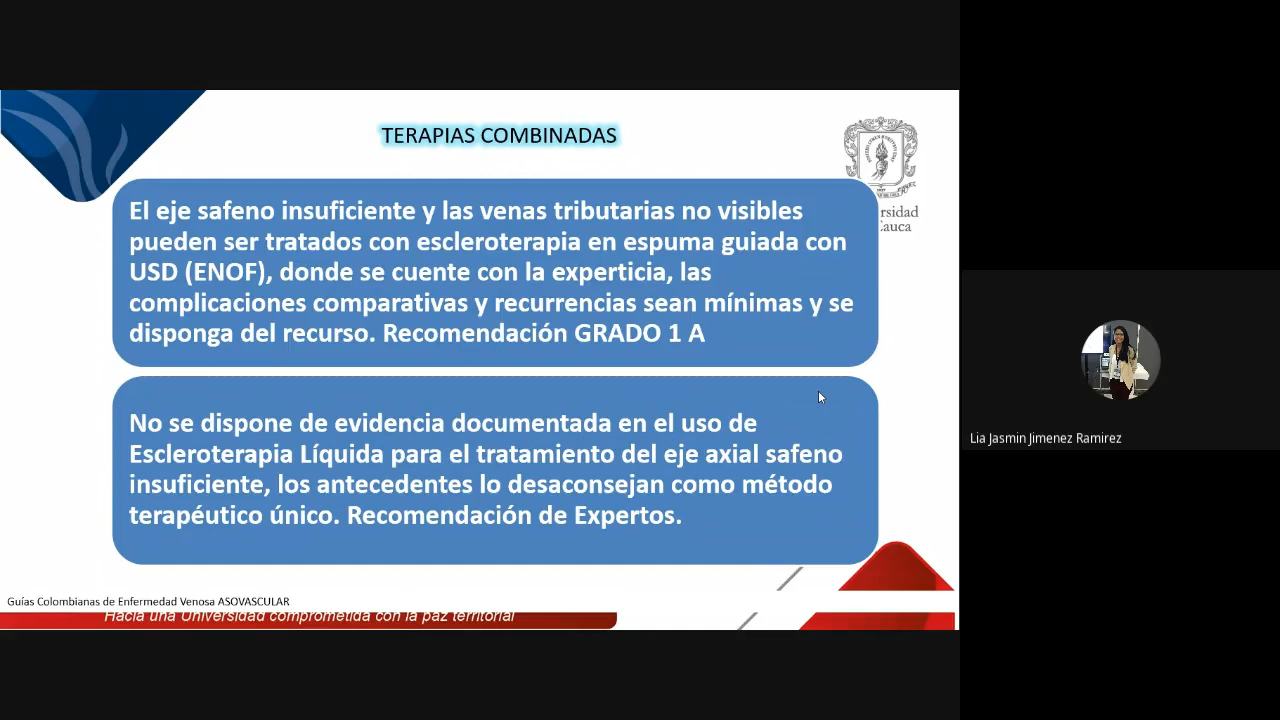 TERAPIAS COMBINADAS
El eje safeno insuficiente y las venas tributarias no visibles
pueden ser tratados con escleroterapia en espuma guiada con
USD (ENOF), donde se cuente con la experticia, las
complicaciones comparativas y recurrencias sean mínimas y se
disponga del recurso. Recomendación GRADO 1 A
rsidad
auca
No se dispone de evidencia documentada en el uso de
Escleroterapia Líquida para el tratamiento del eje axial safeno
insuficiente, los antecedentes lo desaconsejan como método
terapéutico único. Recomendación de Expertos.
Guías Colombianas de Enfermedad Venosa ASOVASCULAR
Hacia una Universidad comprometida con la paz territorial
Lia Jasmin Jimenez Ramirez